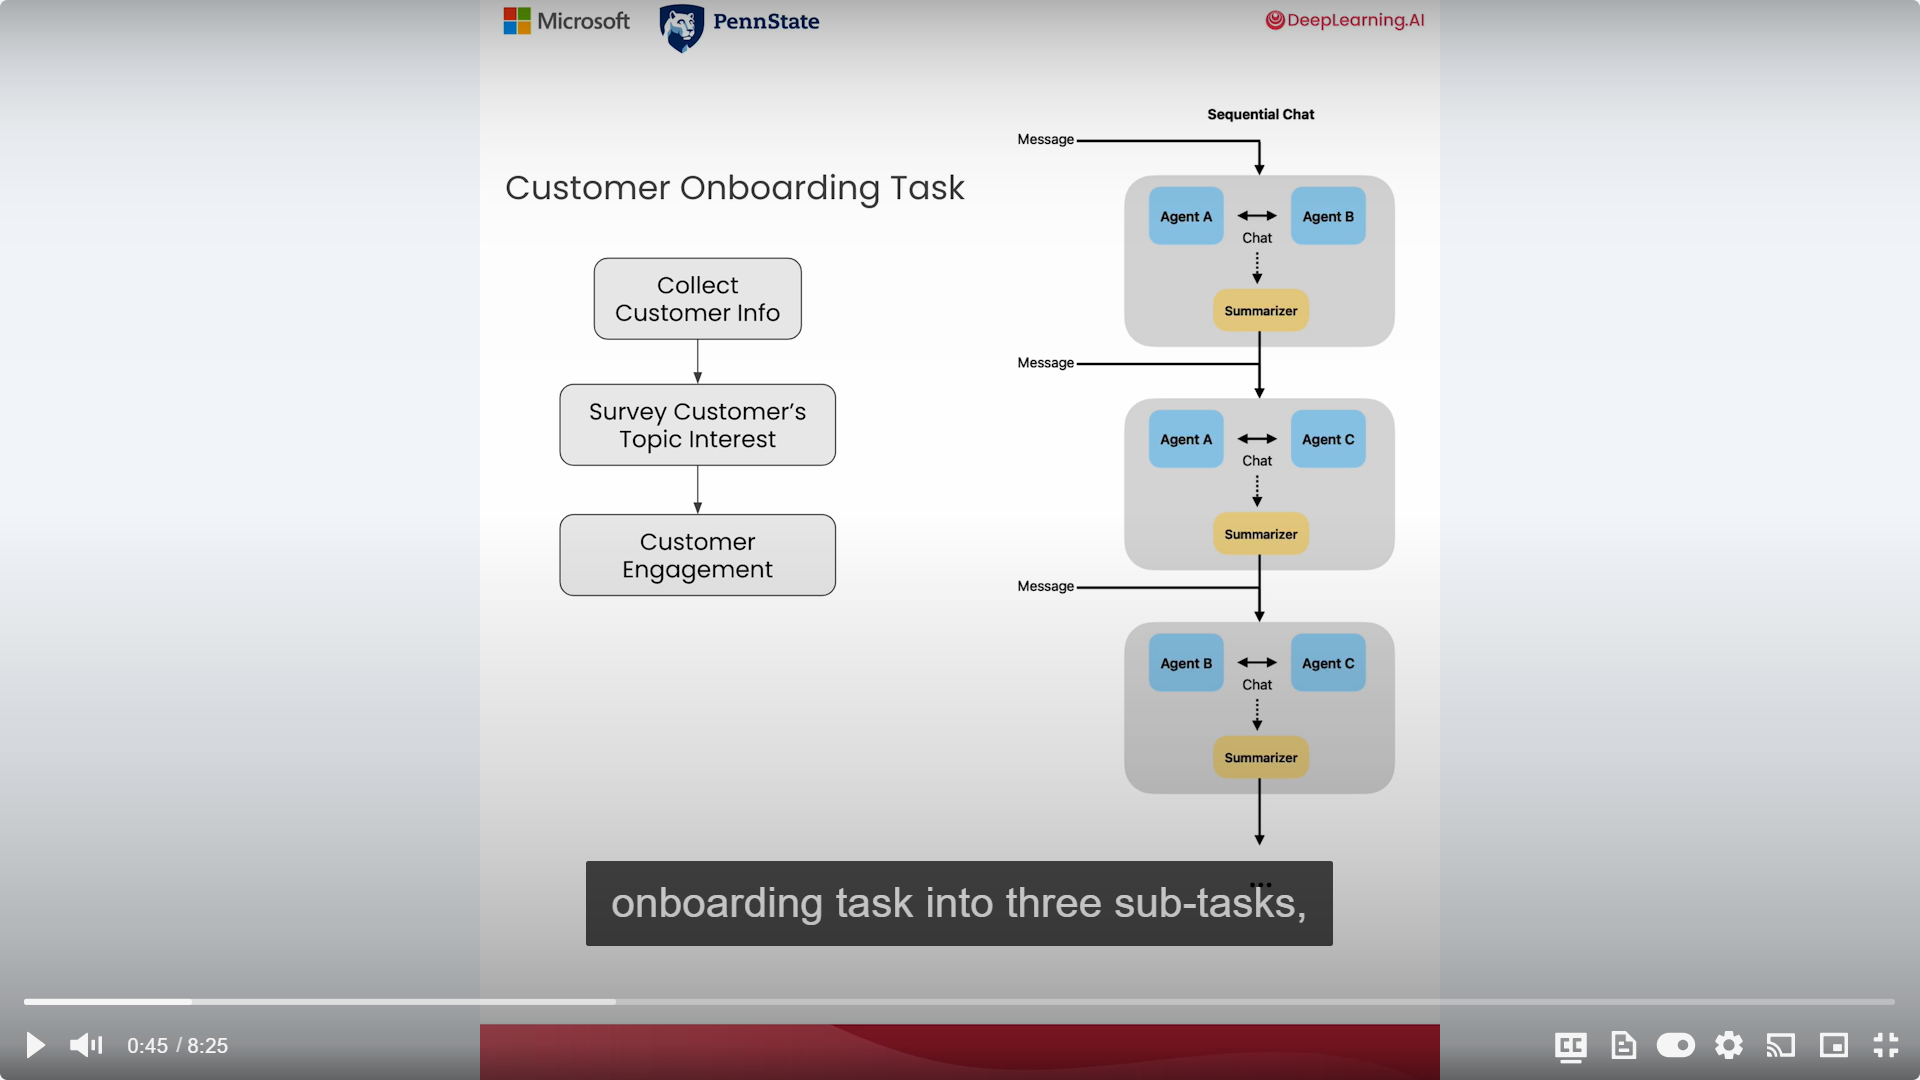 Microsoft
PennState
DeepLearning.AI
Customer Onboarding Task
Collect
Customer Info
Survey Customer's
Topic Interest
Customer
Engagement
Sequential Chat
Message
Agent A
Agent B
Chat
Summarizer
Message
Agent A
Agent C
Chat
Summarizer
Message
Agent B
Agent C
Chat
Summarizer
...
onboarding task into three sub-tasks,
0:45 / 8:25
CC